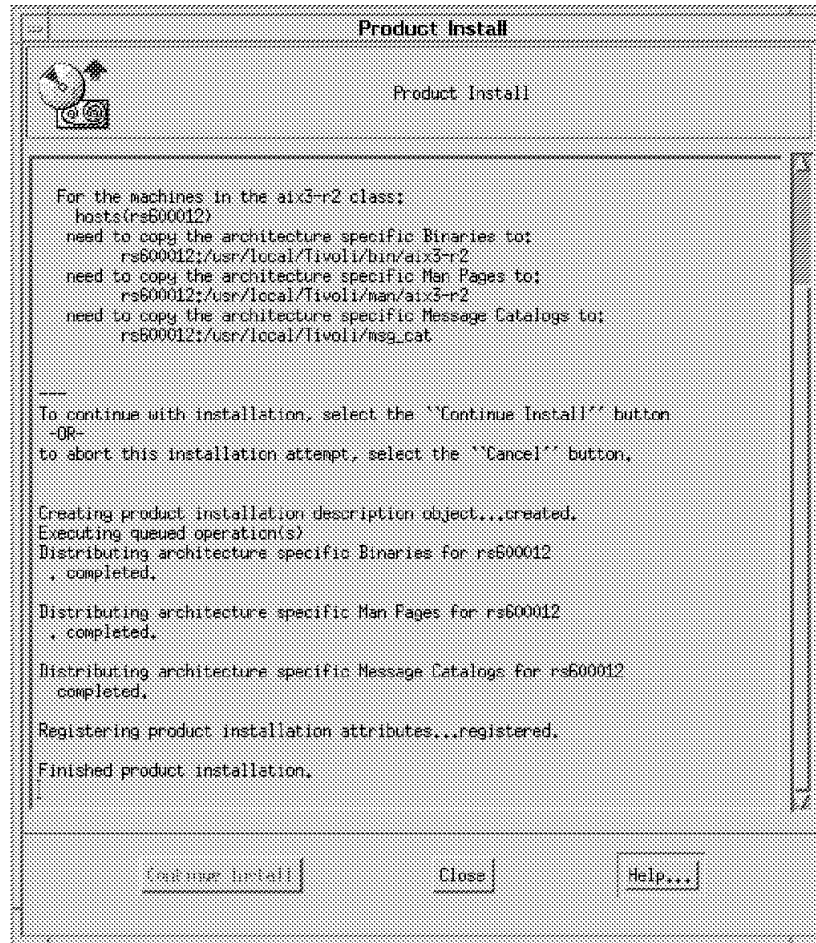 Product Install
Product Install
For the machines in the aix3-r2 class:
hosts(rs600012)
need to copy the architecture specific Binaries to:
rs600012:/usr/local/Tivoli/bin/aix3-r2
need to copy the architecture specific Man Pages to:
rs600012:/usr/local/Tivoli/man/aix3-r2
need to copy the architecture specific Message Catalogs to:
rs600012:/usr/local/Tivoli/msg_cat
---
To continue with installation, select the ``Continue Install´´ button
-OR-
to abort this installation attempt, select the ``Cancel´´ button.
Creating product installation description object...created.
Executing queued operation(s)
Distributing architecture specific Binaries for rs600012
. completed.
Distributing architecture specific Man Pages for rs600012
. completed.
Distributing architecture specific Message Catalogs for rs600012
completed.
Registering product installation attributes...registered.
Finished product installation.
Continue Install Close Help...